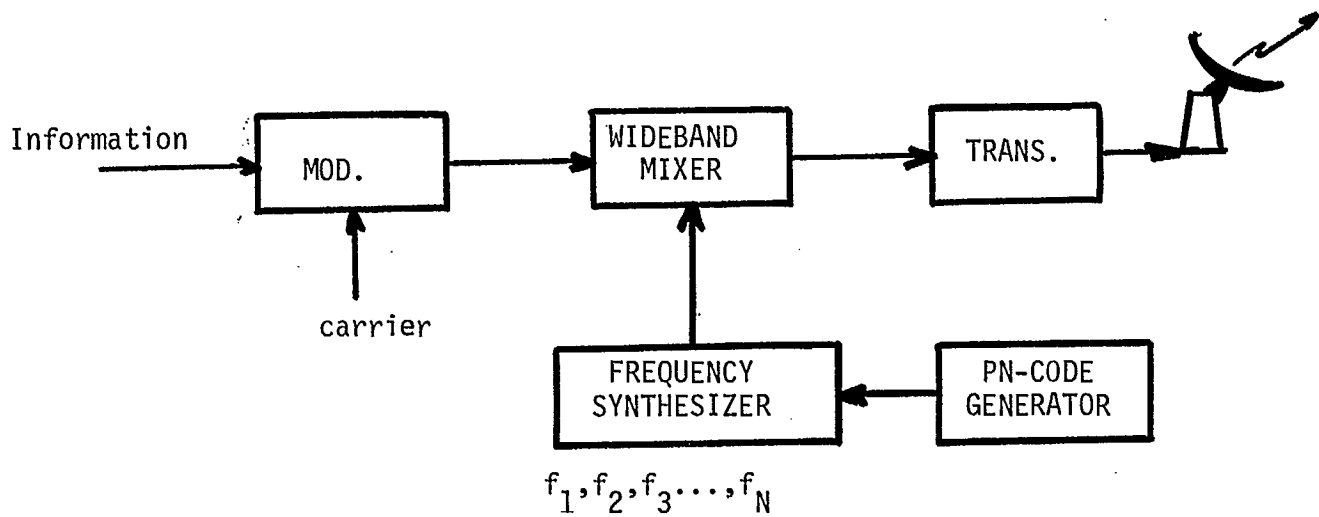 Information
MOD.
carrier
WIDEBAND
MIXER
TRANS.
FREQUENCY
SYNTHESIZER
PN-CODE
GENERATOR
f1,f2,f3...,fN